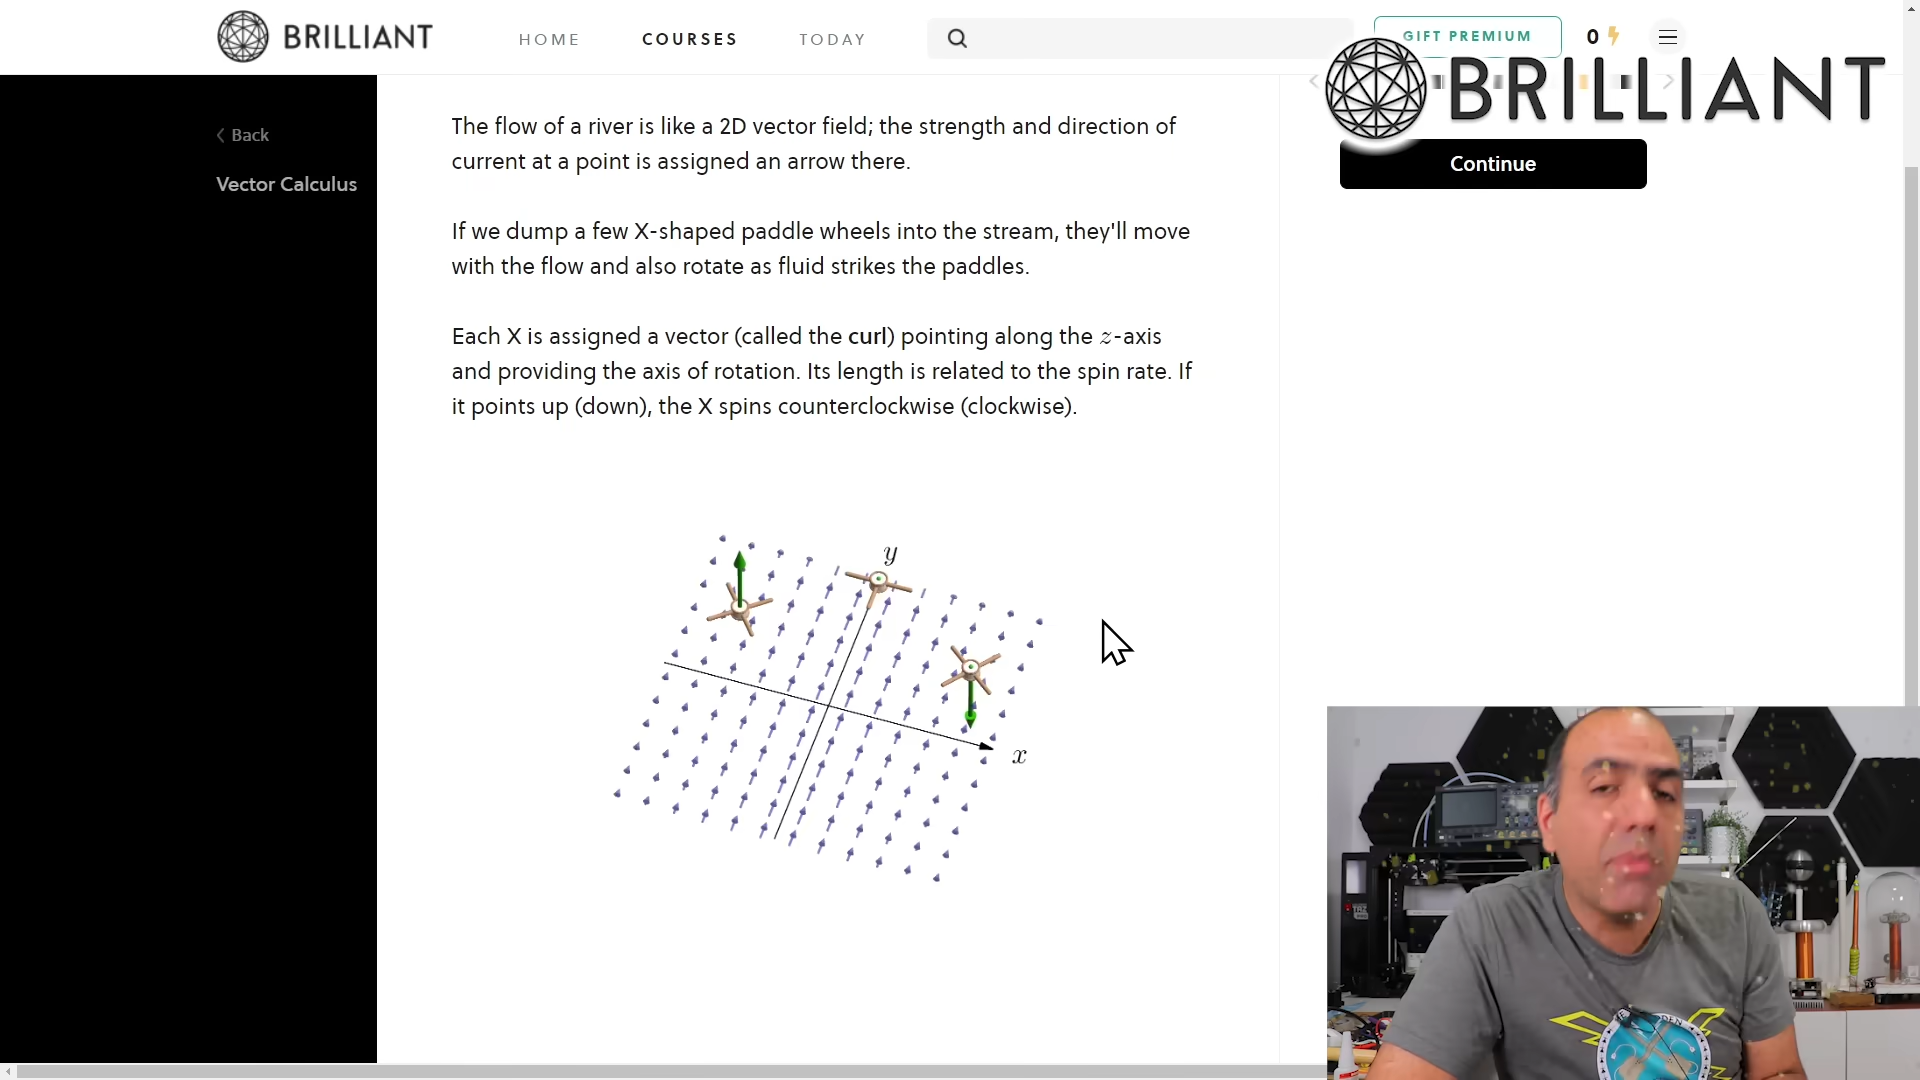 BRILLIANT
HOME
COURSES
TODAY
GIFT PREMIUM
0
BRILLIANT
Back
Vector Calculus
The flow of a river is like a 2D vector field; the strength and direction of
current at a point is assigned an arrow there.
Continue
If we dump a few X-shaped paddle wheels into the stream, they'll move
with the flow and also rotate as fluid strikes the paddles.
Each X is assigned a vector (called the curl) pointing along the z-axis
and providing the axis of rotation. Its length is related to the spin rate. If
it points up (down), the X spins counterclockwise (clockwise).
y
x